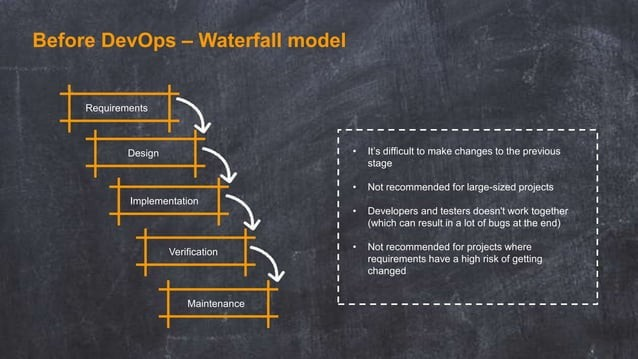 Before DevOps – Waterfall model
Requirements
Design
Implementation
Verification
Maintenance
• It's difficult to make changes to the previous
stage
• Not recommended for large-sized projects
• Developers and testers doesn't work together
(which can result in a lot of bugs at the end)
• Not recommended for projects where
requirements have a high risk of getting
changed